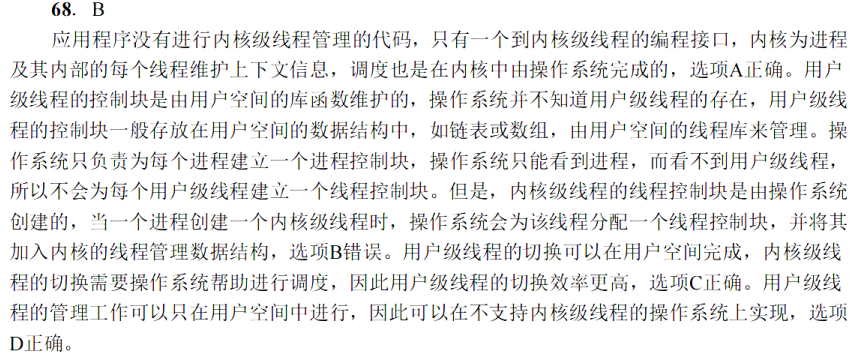 68. B
应用程序没有进行内核级线程管理的代码，只有一个到内核级线程的编程接口，内核为进程
及其内部的每个线程维护上下文信息，调度也是在内核中由操作系统完成的，选项A正确。用户
级线程的控制块是由用户空间的库函数维护的，操作系统并不知道用户级线程的存在，用户级线
程的控制块一般存放在用户空间的数据结构中，如链表或数组，由用户空间的线程库来管理。操
作系统只负责为每个进程建立一个进程控制块，操作系统只能看到进程，而看不到用户级线程，
所以不会为每个用户级线程建立一个线程控制块。但是，内核级线程的线程控制块是由操作系统
创建的，当一个进程创建一个内核级线程时，操作系统会为该线程分配一个线程控制块，并将其
加入内核的线程管理数据结构，选项B错误。用户级线程的切换可以在用户空间完成，内核级线
程的切换需要操作系统帮助进行调度，因此用户级线程的切换效率更高，选项C正确。用户级线
程的管理工作可以只在用户空间中进行，因此可以在不支持内核级线程的操作系统上实现，选项
D正确。